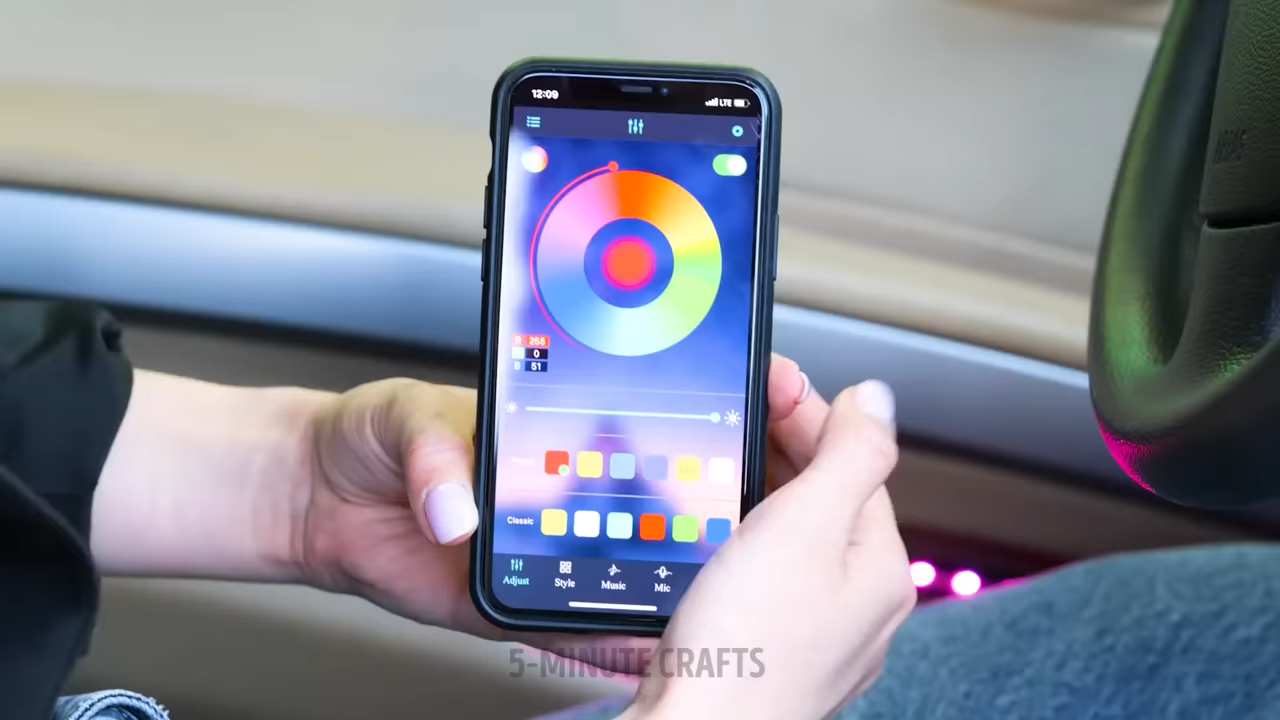 12:09
LTE
R 255
0
B 51
Classic
Adjust Style Music Mic
5-MINUTE CRAFTS